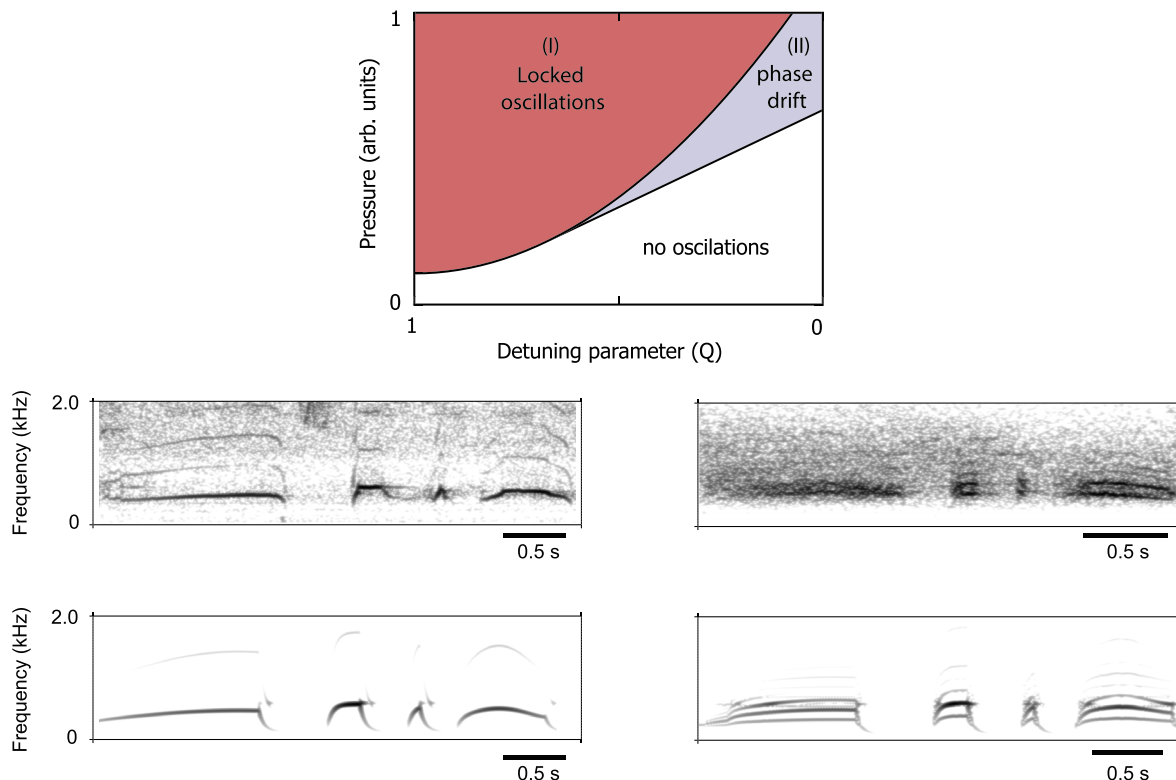 1
(I)
Locked
oscillations
(II)
phase
drift
Pressure (arb. units)
no oscilations
0
1
0
Detuning parameter (Q)
2.0
Frequency (kHz)
0
0.5 s
0.5 s
2.0
Frequency (kHz)
0
0.5 s
0.5 s